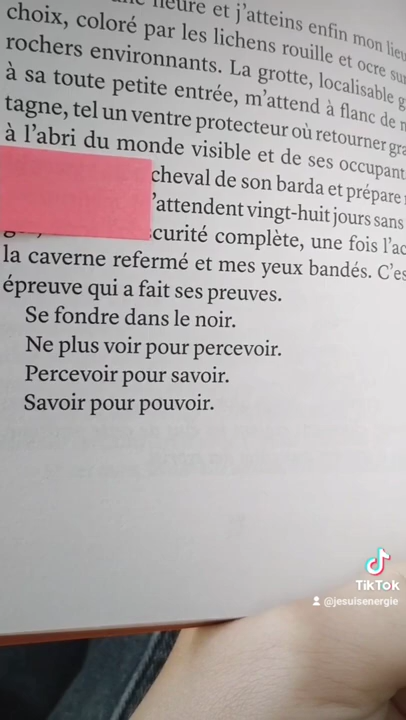 heure et j'atteins enfin mon lieu
choix, coloré par les lichens rouille et ocre sur
rochers environnants. La grotte, localisable g
à sa toute petite entrée, m'attend à flanc de m
tagne, tel un ventre protecteur où retourner gra
à l'abri du monde visible et de ses occupant
cheval de son barda et prépare
'attendent vingt-huit jours sans
curité complète, une fois l'ac
la caverne refermé et mes yeux bandés. C'es
épreuve qui a fait ses preuves.
Se fondre dans le noir.
Ne plus voir pour percevoir.
Percevoir pour savoir.
Savoir pour pouvoir.
TikTok
@jesuisenergie